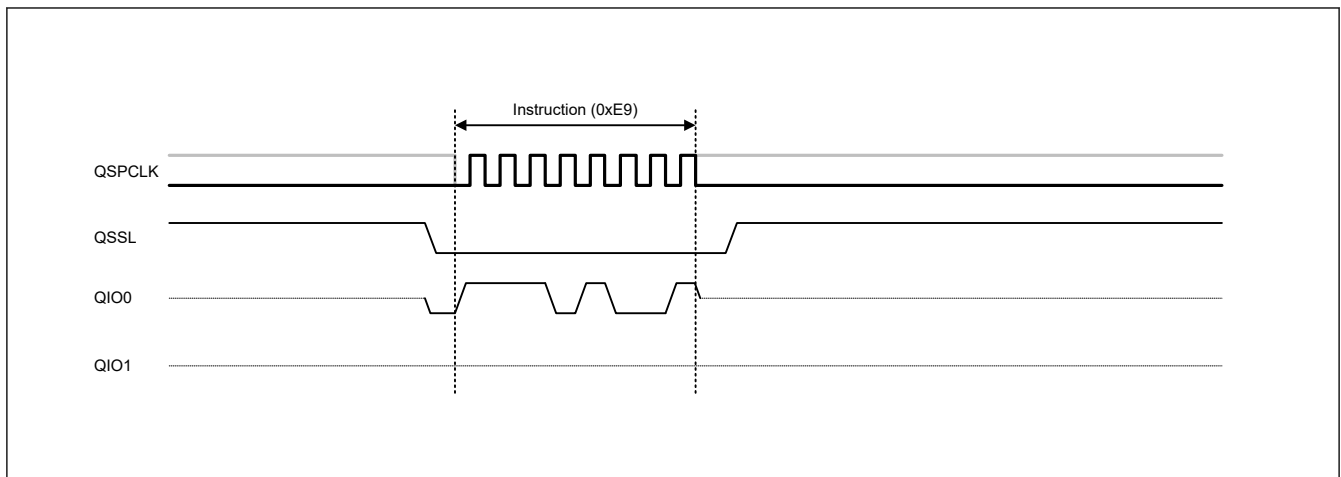 Instruction (0xE9)
QSPCLK
QSSL
QIO0
QIO1